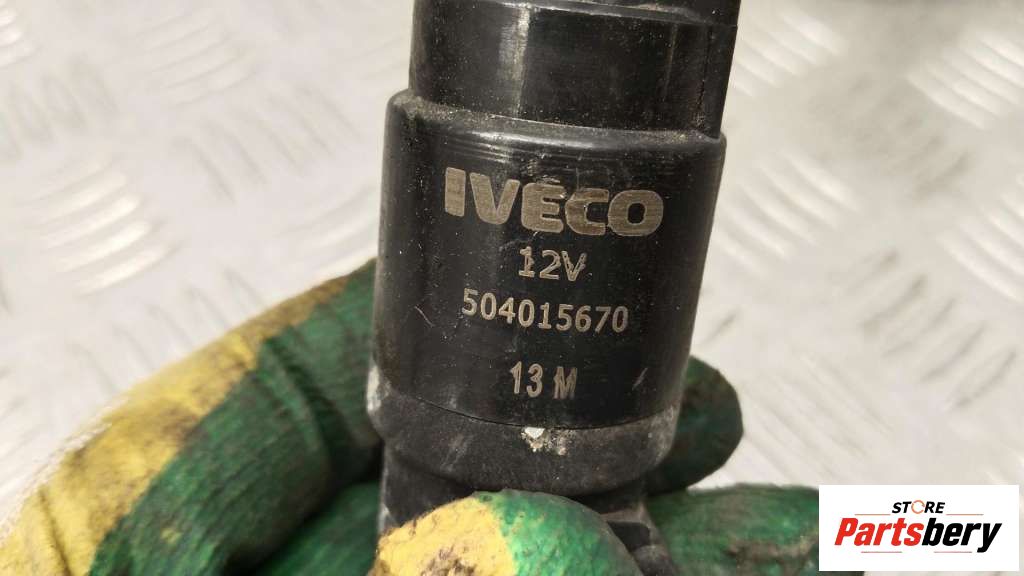 IVECO
12V
504015670
13 M
STORE
Partsbery